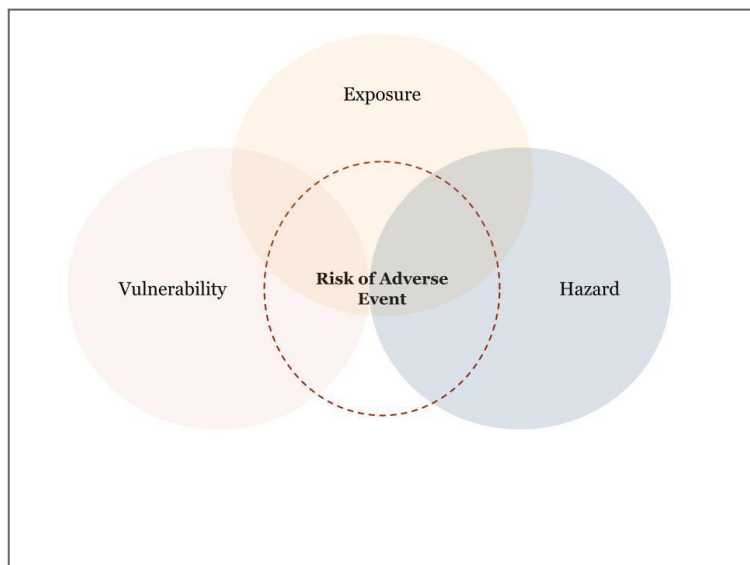 Exposure
Vulnerability
Risk of Adverse
Event
Hazard